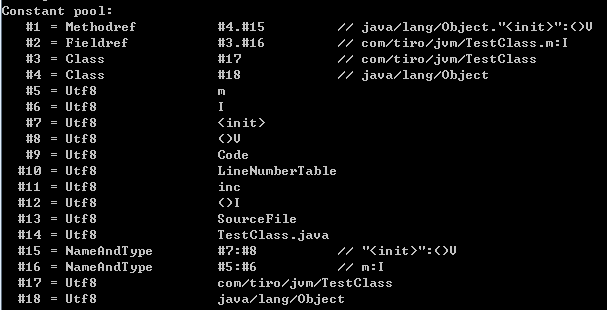 Constant pool:
#1 = Methodref #4.#15 // java/lang/Object."<init>":()V
#2 = Fieldref #3.#16 // com/tiro/jvm/TestClass.m:I
#3 = Class #17 // com/tiro/jvm/TestClass
#4 = Class #18 // java/lang/Object
#5 = Utf8 m
#6 = Utf8 I
#7 = Utf8 <init>
#8 = Utf8 ()V
#9 = Utf8 Code
#10 = Utf8 LineNumberTable
#11 = Utf8 inc
#12 = Utf8 ()I
#13 = Utf8 SourceFile
#14 = Utf8 TestClass.java
#15 = NameAndType #7:#8 // "<init>":()V
#16 = NameAndType #5:#6 // m:I
#17 = Utf8 com/tiro/jvm/TestClass
#18 = Utf8 java/lang/Object